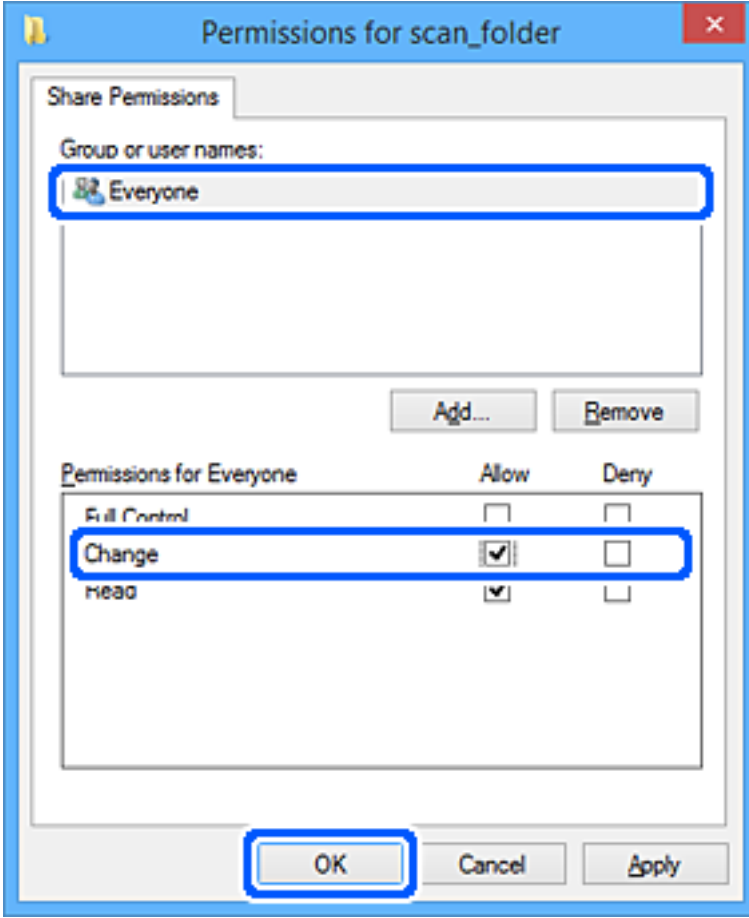 Permissions for scan_folder
Share Permissions
Group or user names:
Everyone
Add... Remove
Permissions for Everyone Allow Deny
Full Control
Change
Read
OK Cancel Apply